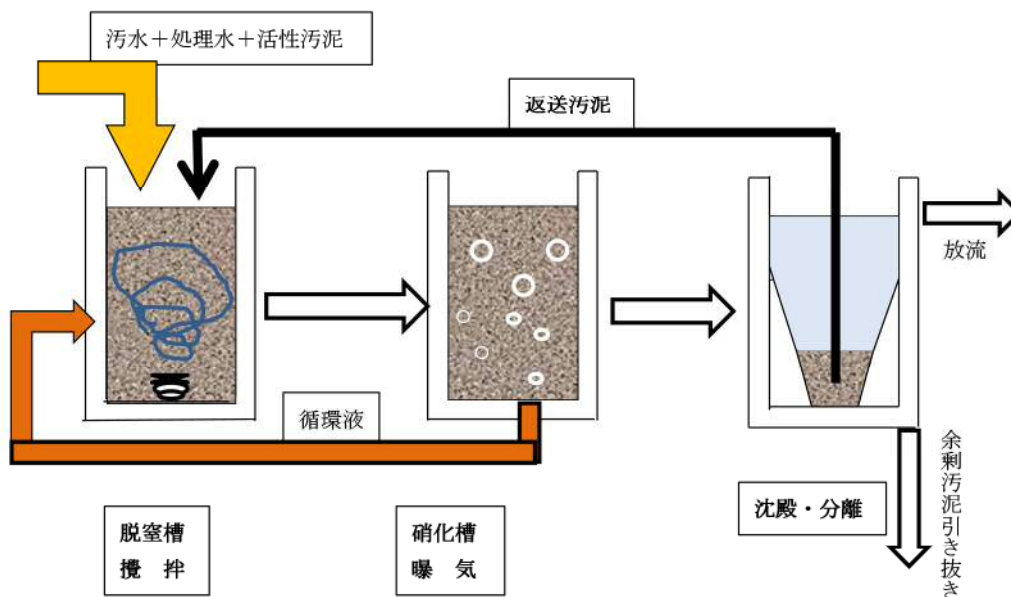 汚水＋処理水＋活性汚泥
返送汚泥
放流
循環液
脱窒槽
攪　拌
硝化槽
曝　気
沈殿・分離
余剰汚泥引き抜き